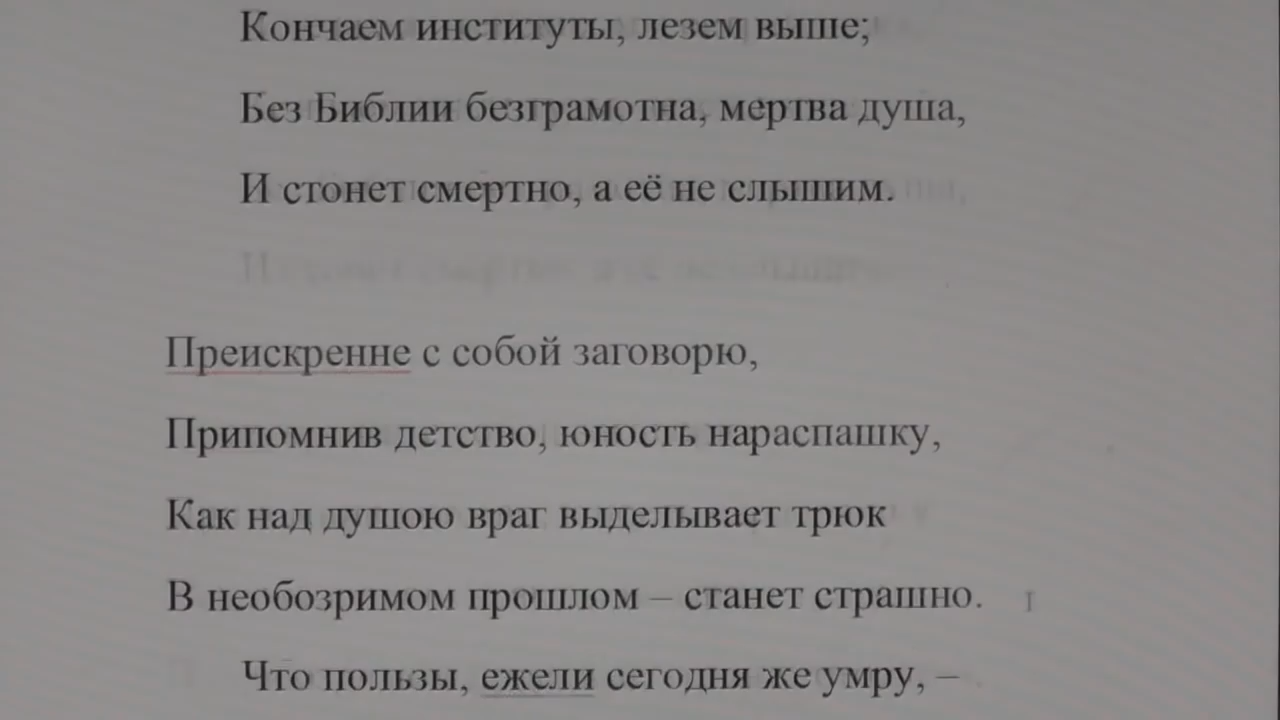 Кончаем институты, лезем выше;
Без Библии безграмотна, мертва душа,
И стонет смертно, а её не слышим.
Преискренне с собой заговорю,
Припомнив детство, юность нараспашку,
Как над душою враг выделывает трюк
В необозримом прошлом – станет страшно.
Что пользы, ежели сегодня же умру, –